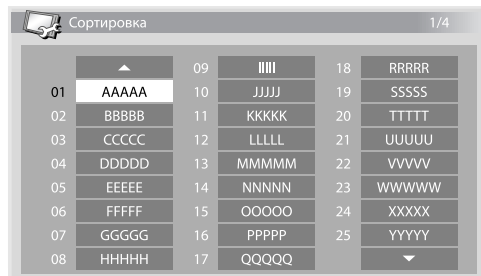 Сортировка 1/4
01 AAAAA
02 BBBBB
03 CCCCC
04 DDDDD
05 EEEEE
06 FFFFF
07 GGGGG
08 HHHHH
09 IIIII
10 JJJJJ
11 KKKKK
12 LLLLL
13 MMMMM
14 NNNNN
15 OOOOO
16 PPPPP
17 QQQQQ
18 RRRRR
19 SSSSS
20 TTTTT
21 UUUUU
22 VVVVV
23 WWWWW
24 XXXXX
25 YYYYY